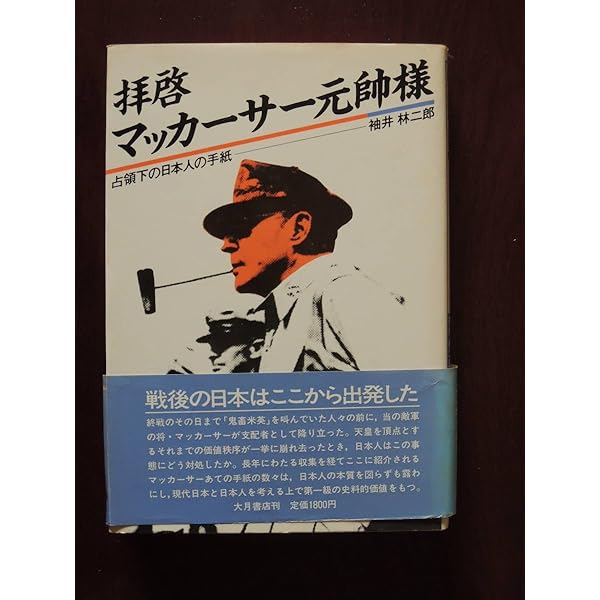 拝啓
マッカーサー元帥様
占領下の日本人の手紙
袖井 林二郎
戦後の日本はここから出発した
終戦のその日まで「鬼畜米英」を叫んでいた人々の前に，当の敵軍
の将・マッカーサーが支配者として降り立った。天皇を頂点とす
るそれまでの価値秩序が一挙に崩れ去ったとき，日本人はこの事
態にどう対処したか。長年にわたる収集を経てここに紹介される
マッカーサーあての手紙の数々は，日本人の本質を図らずも露わ
にし，現代日本と日本人を考える上で第一級の史料的価値をもつ。
大月書店刊 定価1800円